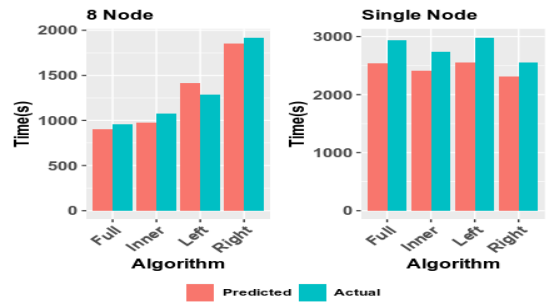 8 Node
Single Node
Time(s)
2000
1500
1000
500
0
Full
Inner
Left
Right
Algorithm
Time(s)
3000
2000
1000
0
Full
Inner
Left
Right
Algorithm
Predicted
Actual